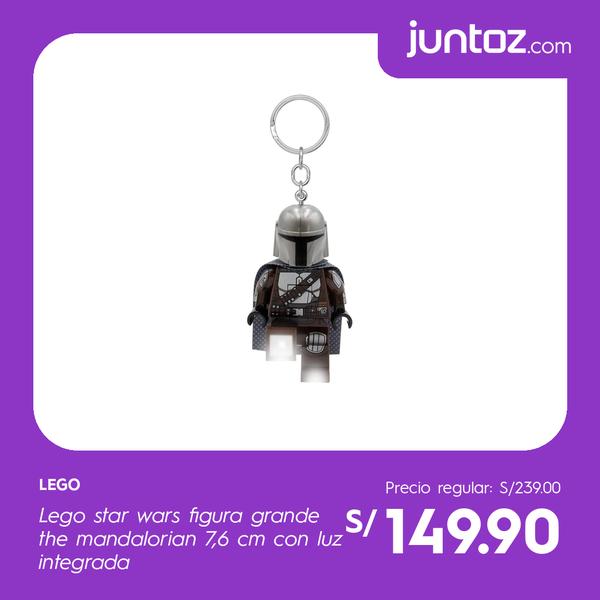 juntoz.com
LEGO
Lego star wars figura grande
the mandalorian 7,6 cm con luz
integrada
Precio regular: S/239.00
S/149.90